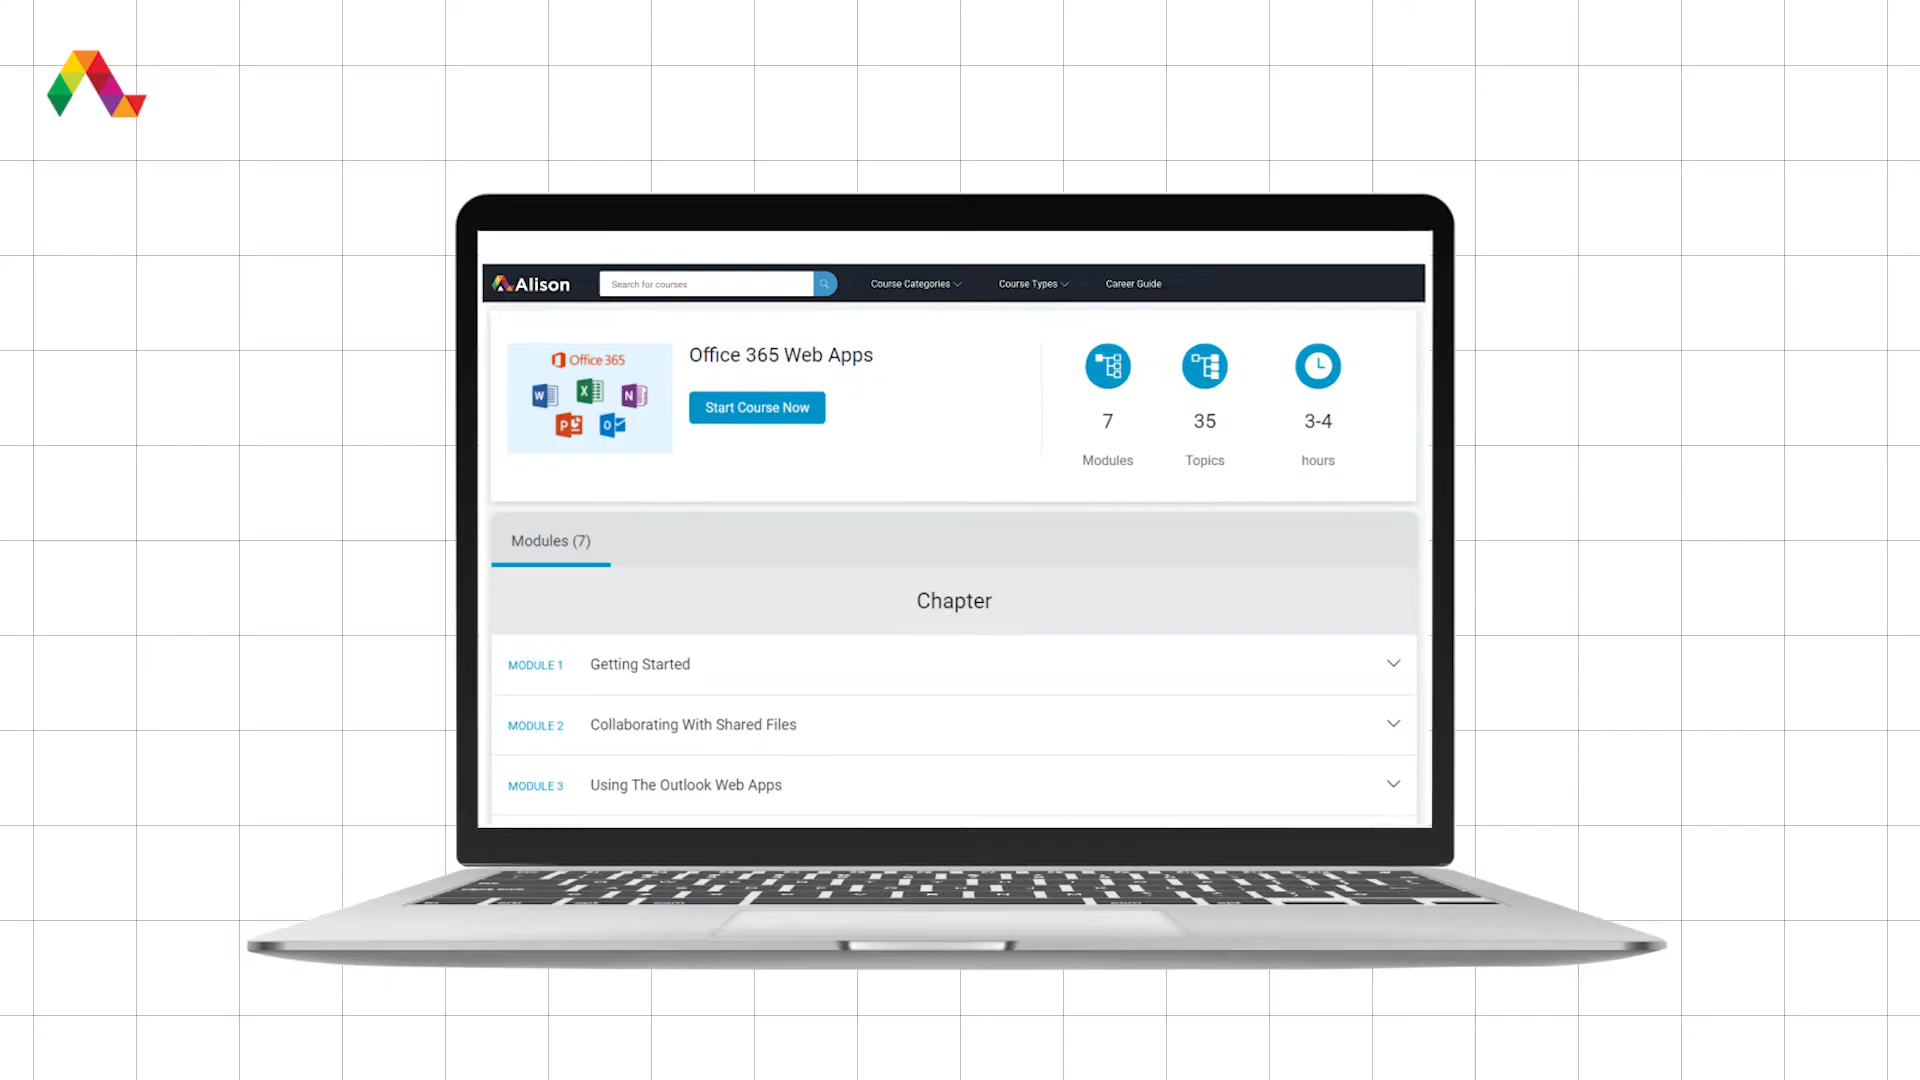 Alison
Search for courses
Course Categories
Course Types
Career Guide
Office 365
W
X
N
P
O
Office 365 Web Apps
Start Course Now
7
35
3-4
Modules
Topics
hours
Modules (7)
Chapter
MODULE 1 Getting Started
MODULE 2 Collaborating With Shared Files
MODULE 3 Using The Outlook Web Apps